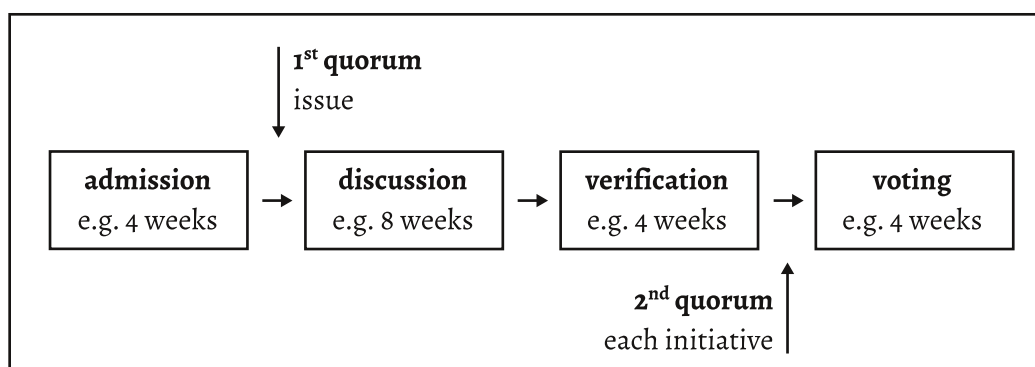 1st quorum
issue
admission
e.g. 4 weeks
discussion
e.g. 8 weeks
verification
e.g. 4 weeks
voting
e.g. 4 weeks
2nd quorum
each initiative